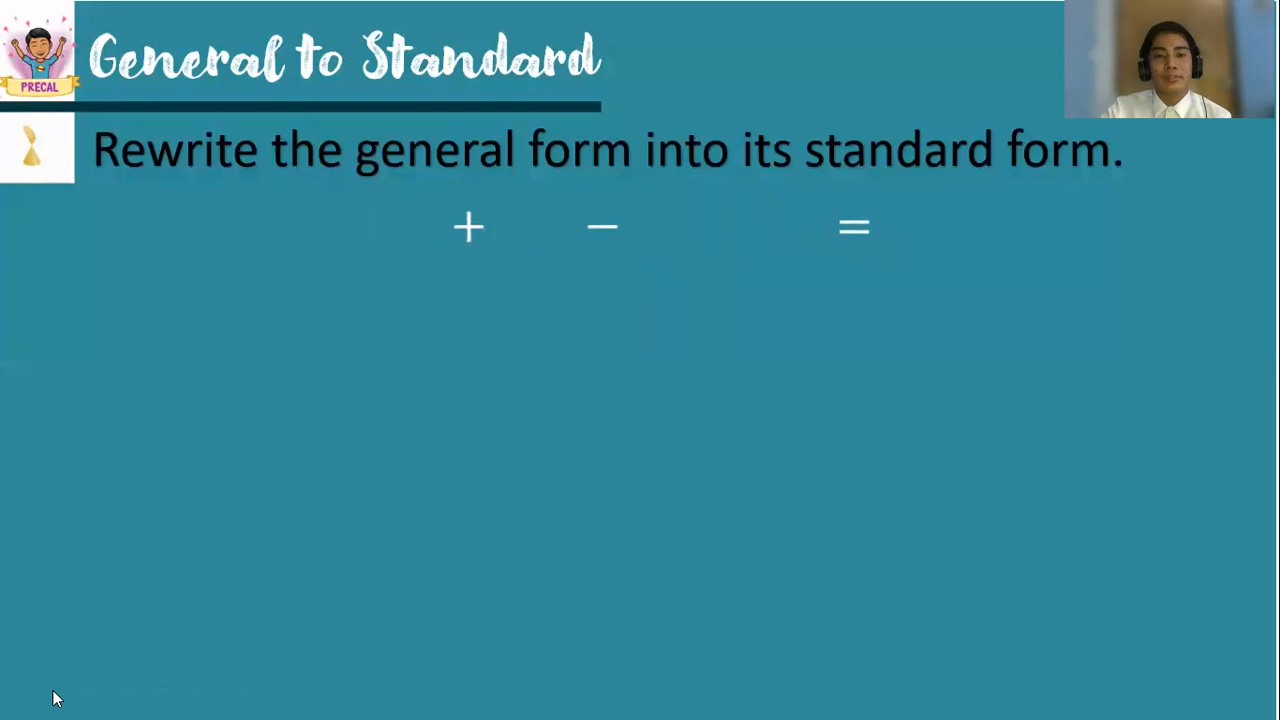 General to Standard
PRECAL
Rewrite the general form into its standard form.
+ − =